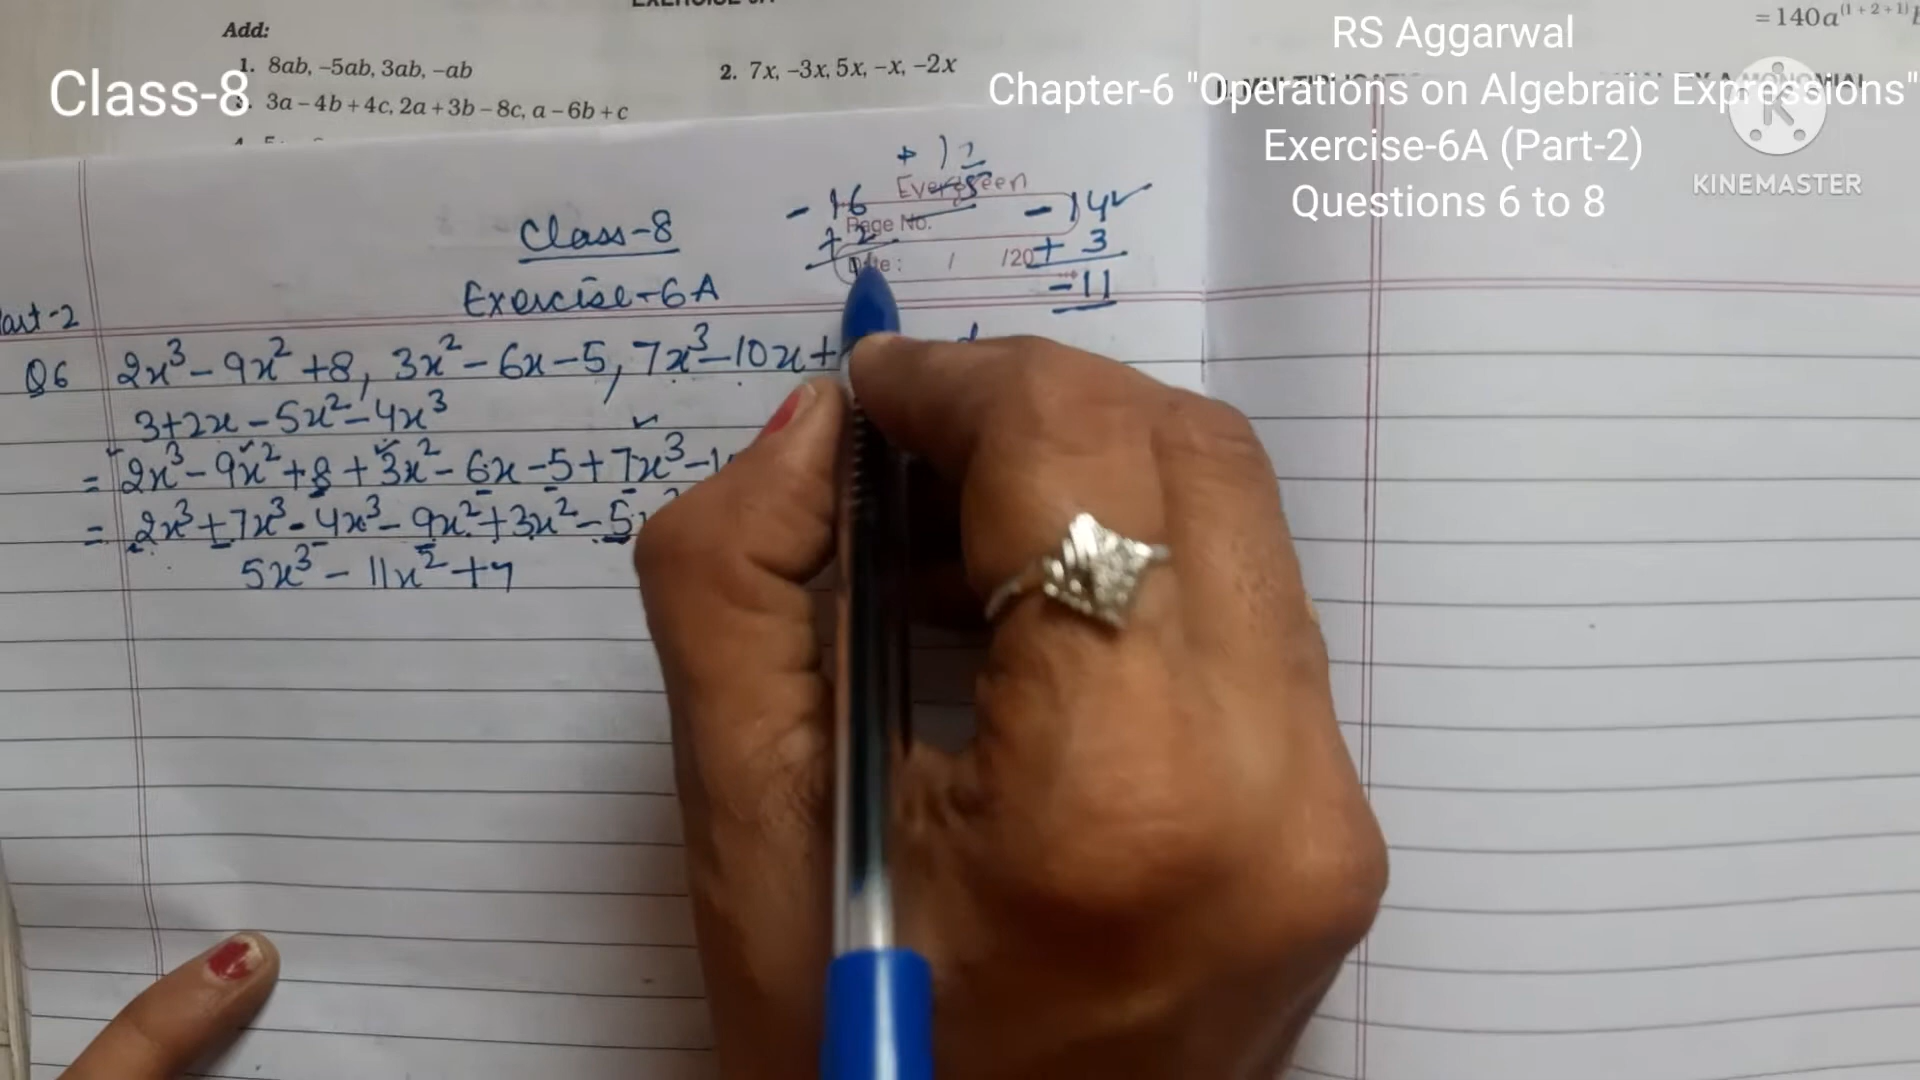 Add:
1. 8ab, −5ab, 3ab, −ab
2. 7x, −3x, 5x, −x, −2x
3a − 4b + 4c, 2a + 3b − 8c, a − 6b + c
= 140a^(1 + 2 + 1)
Class-8
RS Aggarwal
Chapter-6 "Operations on Algebraic Expressions"
Exercise-6A (Part-2)
Questions 6 to 8
KINEMASTER
Evergreen
Page No.
Date : / /20
+ 12
- 16
+ 2
- 14
+ 3
- 11
Class-8
Exercise-6A
Part-2
Q6 2x³ - 9x² + 8, 3x² - 6x - 5, 7x³ - 10x +
3 + 2x - 5x² - 4x³
= 2x³ - 9x² + 8 + 3x² - 6x - 5 + 7x³ -
= 2x³ + 7x³ - 4x³ - 9x² + 3x² - 5
5x³ - 11x² + 7